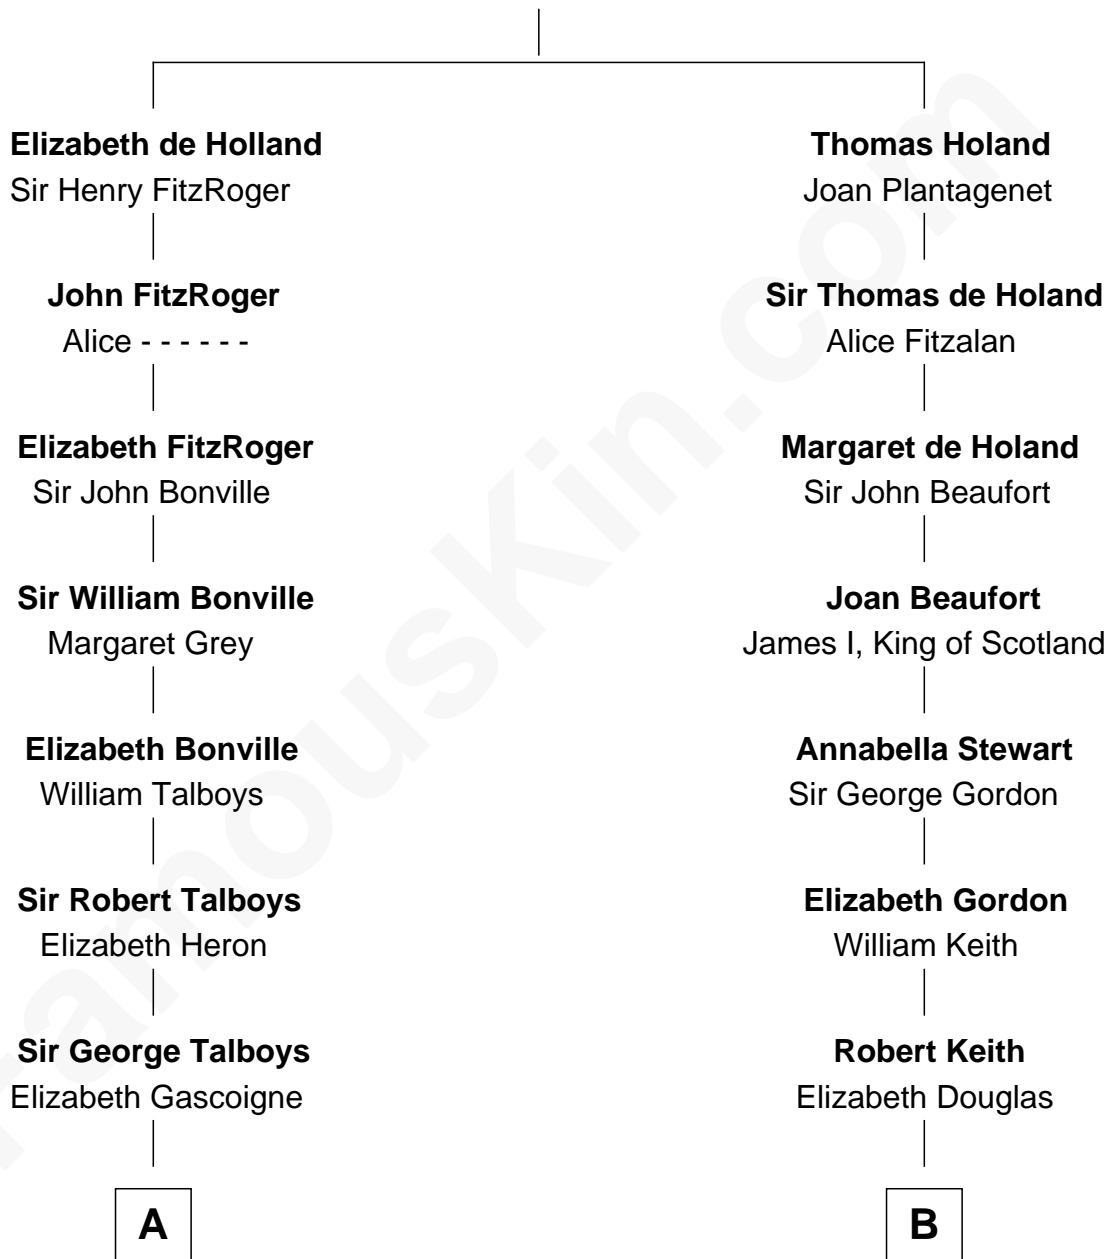 Elizabeth de Holland
Sir Henry FitzRoger
John FitzRoger
Alice - - - - - -
Elizabeth FitzRoger
Sir John Bonville
Sir William Bonville
Margaret Grey
Elizabeth Bonville
William Talboys
Sir Robert Talboys
Elizabeth Heron
Sir George Talboys
Elizabeth Gascoigne
A
Thomas Holand
Joan Plantagenet
Sir Thomas de Holand
Alice Fitzalan
Margaret de Holand
Sir John Beaufort
Joan Beaufort
James I, King of Scotland
Annabella Stewart
Sir George Gordon
Elizabeth Gordon
William Keith
Robert Keith
Elizabeth Douglas
B
FamousKin.com